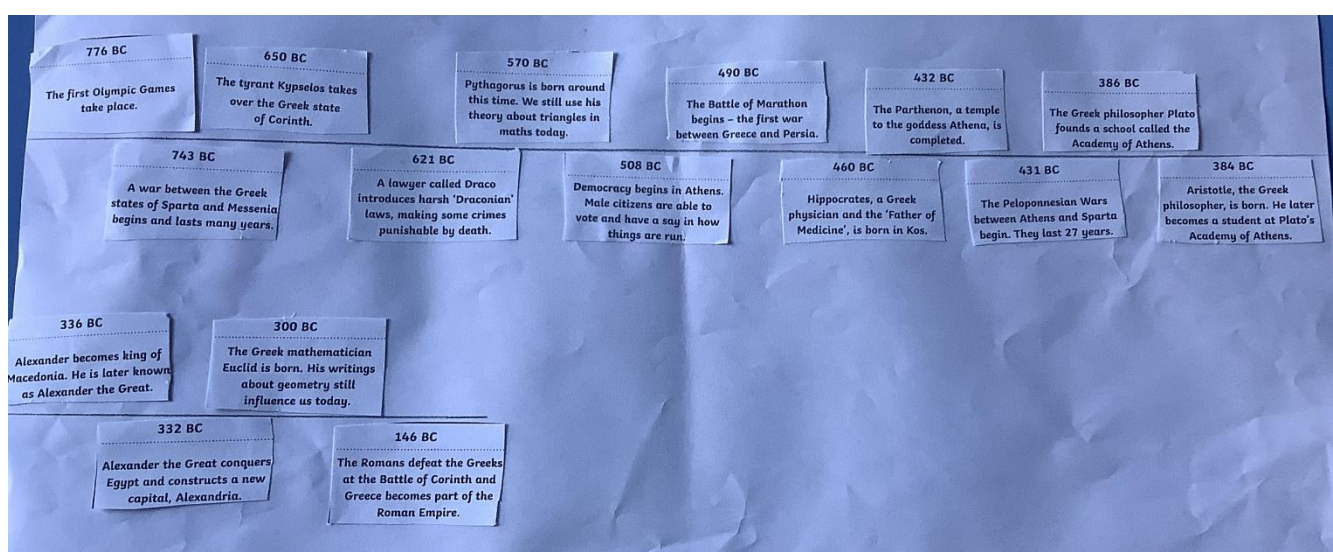 776 BC
The first Olympic Games
take place.
743 BC
A war between the Greek
states of Sparta and Messenia
begins and lasts many years.
650 BC
The tyrant Kypselos takes
over the Greek state
of Corinth.
621 BC
A lawyer called Draco
introduces harsh 'Draconian'
laws, making some crimes
punishable by death.
570 BC
Pythagorus is born around
this time. We still use his
theory about triangles in
maths today.
508 BC
Democracy begins in Athens.
Male citizens are able to
vote and have a say in how
things are run.
490 BC
The Battle of Marathon
begins – the first war
between Greece and Persia.
460 BC
Hippocrates, a Greek
physician and the 'Father of
Medicine', is born in Kos.
432 BC
The Parthenon, a temple
to the goddess Athena, is
completed.
431 BC
The Peloponnesian Wars
between Athens and Sparta
begin. They last 27 years.
386 BC
The Greek philosopher Plato
founds a school called the
Academy of Athens.
384 BC
Aristotle, the Greek
philosopher, is born. He later
becomes a student at Plato's
Academy of Athens.
336 BC
Alexander becomes king of
Macedonia. He is later known
as Alexander the Great.
332 BC
Alexander the Great conquers
Egypt and constructs a new
capital, Alexandria.
300 BC
The Greek mathematician
Euclid is born. His writings
about geometry still
influence us today.
146 BC
The Romans defeat the Greeks
at the Battle of Corinth and
Greece becomes part of the
Roman Empire.